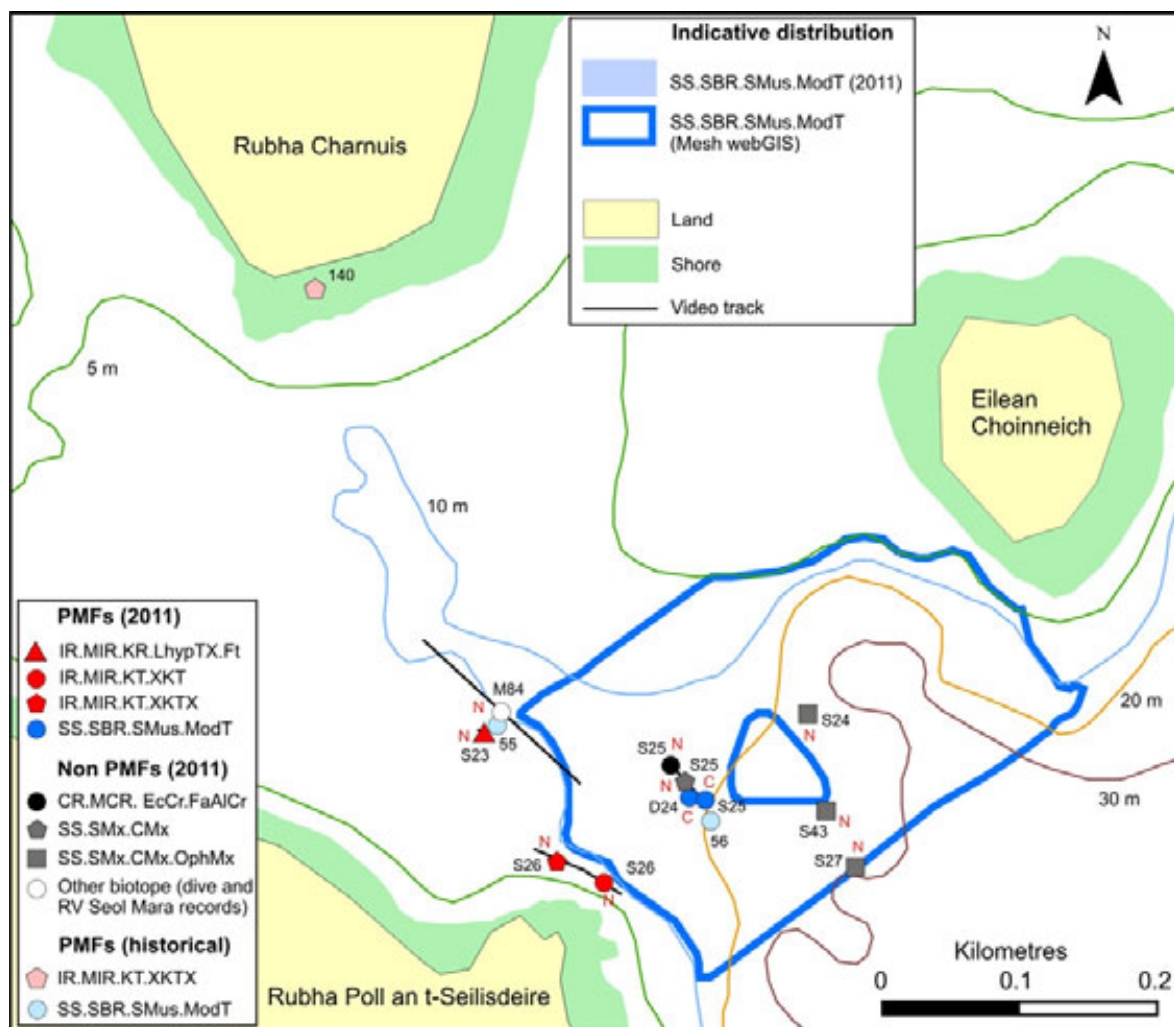 Indicative distribution
SS.SBR.SMus.ModT (2011)
SS.SBR.SMus.ModT
(Mesh webGIS)
Land
Shore
Video track
N
Rubha Charnuis
140
5 m
Eilean
Choinneich
10 m
20 m
30 m
M84
N
N
55
S23
S25
N
S25
N
C
D24
S25
C
56
S24
N
S43
N
N
S27
S26
N
S26
N
PMFs (2011)
IR.MIR.KR.LhypTX.Ft
IR.MIR.KT.XKT
IR.MIR.KT.XKTX
SS.SBR.SMus.ModT
Non PMFs (2011)
CR.MCR. EcCr.FaAlCr
SS.SMx.CMx
SS.SMx.CMx.OphMx
Other biotope (dive and
RV Seol Mara records)
PMFs (historical)
IR.MIR.KT.XKTX
SS.SBR.SMus.ModT
Rubha Poll an t-Seilisdeire
Kilometres
0 0.1 0.2